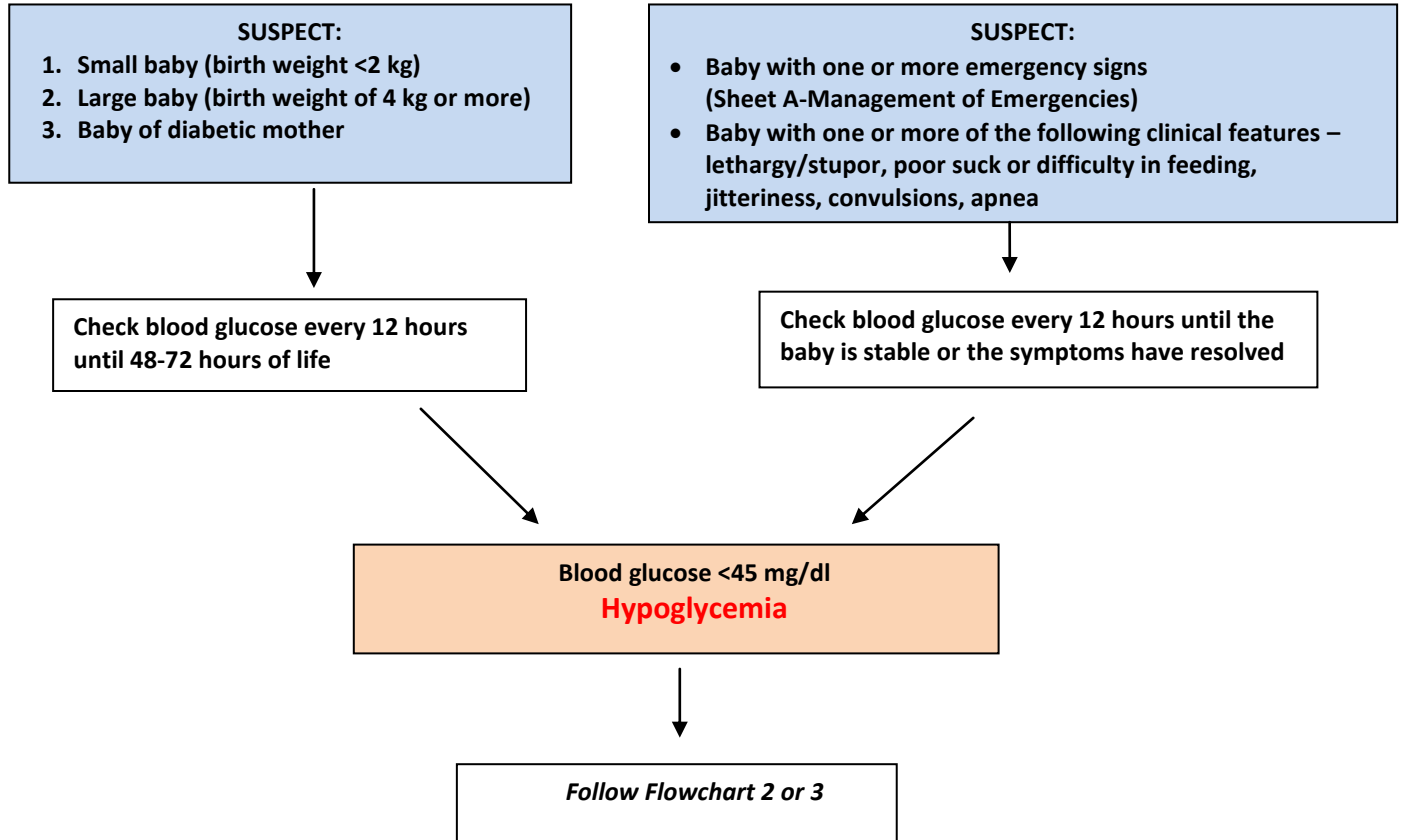 SUSPECT:
1. Small baby (birth weight <2 kg)
2. Large baby (birth weight of 4 kg or more)
3. Baby of diabetic mother
SUSPECT:
• Baby with one or more emergency signs
(Sheet A-Management of Emergencies)
• Baby with one or more of the following clinical features –
lethargy/stupor, poor suck or difficulty in feeding,
jitteriness, convulsions, apnea
Check blood glucose every 12 hours
until 48-72 hours of life
Check blood glucose every 12 hours until the
baby is stable or the symptoms have resolved
Blood glucose <45 mg/dl
Hypoglycemia
Follow Flowchart 2 or 3